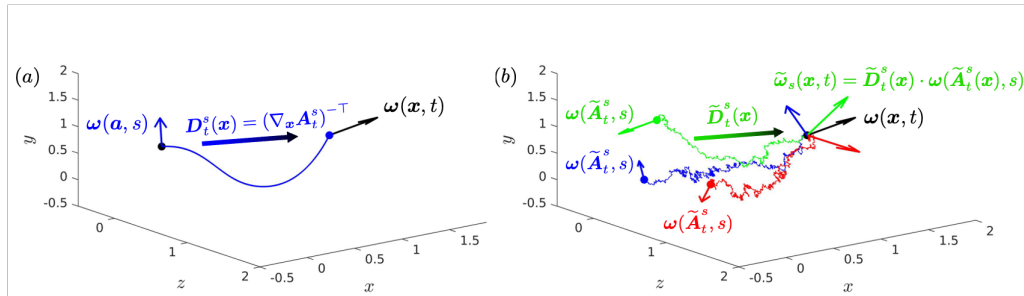 (a)
2
1.5
1
0.5
0
-0.5
y
ω(a, s)
D_t^s(x) = (∇_x A_t^s)^{-⊤}
ω(x, t)
0
1
2
z
-0.5
0
0.5
1
1.5
x
(b)
2
1.5
1
0.5
0
-0.5
y
ω̃_s(x, t) = D̃_t^s(x) · ω(Ã_t^s(x), s)
ω(Ã_t^s, s)
D̃_t^s(x)
ω(x, t)
ω(Ã_t^s, s)
ω(Ã_t^s, s)
0
1
2
z
-0.5
0
0.5
1
1.5
2
x